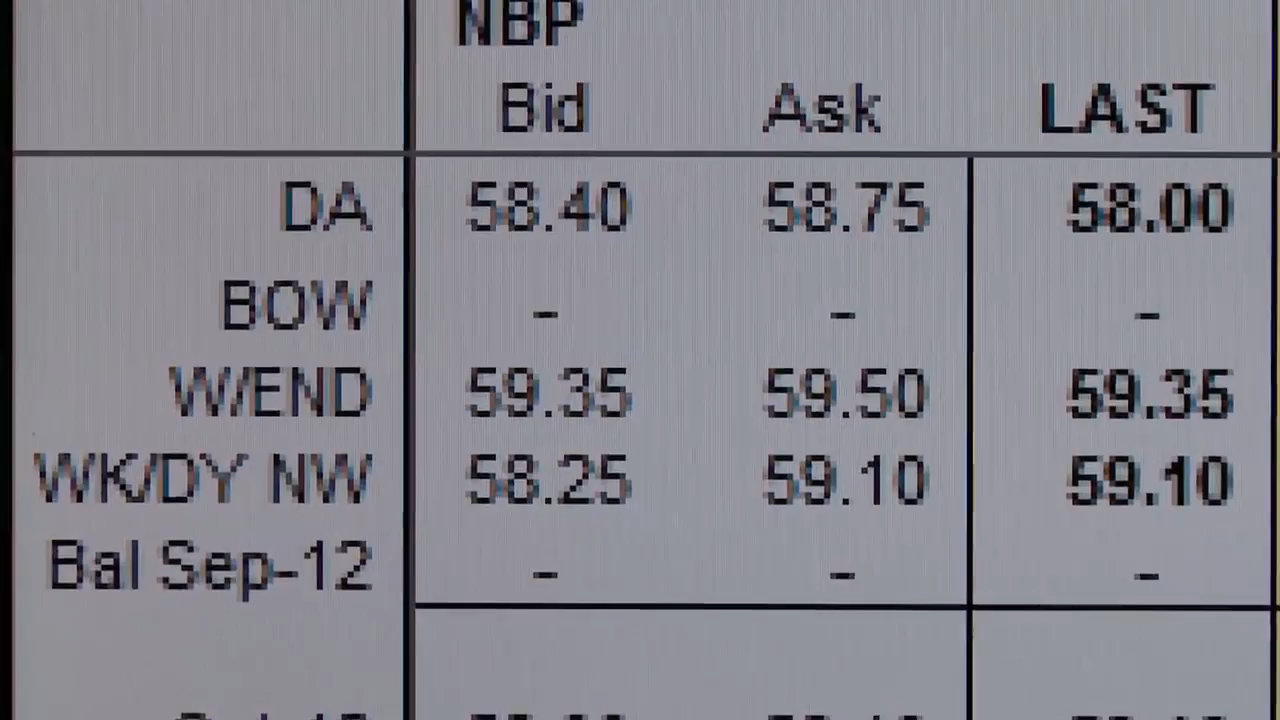 NBP
Bid Ask LAST
DA 58.40 58.75 58.00
BOW - - -
W/END 59.35 59.50 59.35
WK/DY NW 58.25 59.10 59.10
Bal Sep-12 - - -